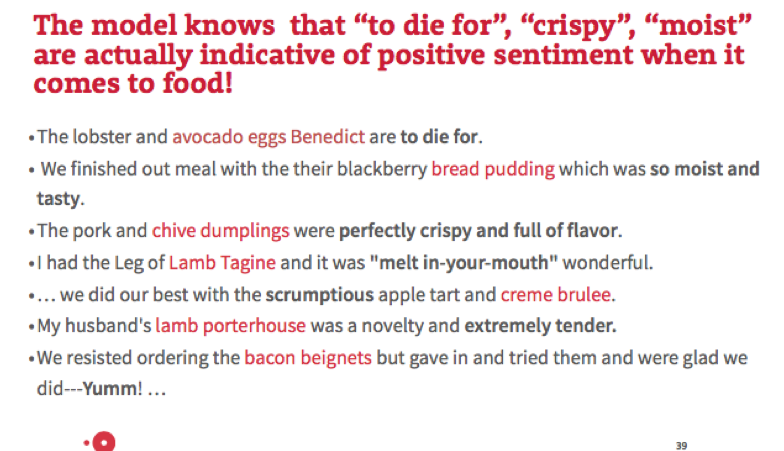 The model knows that “to die for”, “crispy”, “moist”
are actually indicative of positive sentiment when it
comes to food!
•The lobster and avocado eggs Benedict are to die for.
• We finished out meal with the their blackberry bread pudding which was so moist and
tasty.
•The pork and chive dumplings were perfectly crispy and full of flavor.
•I had the Leg of Lamb Tagine and it was "melt in-your-mouth" wonderful.
•… we did our best with the scrumptious apple tart and creme brulee.
•My husband's lamb porterhouse was a novelty and extremely tender.
•We resisted ordering the bacon beignets but gave in and tried them and were glad we
did---Yumm! …
39